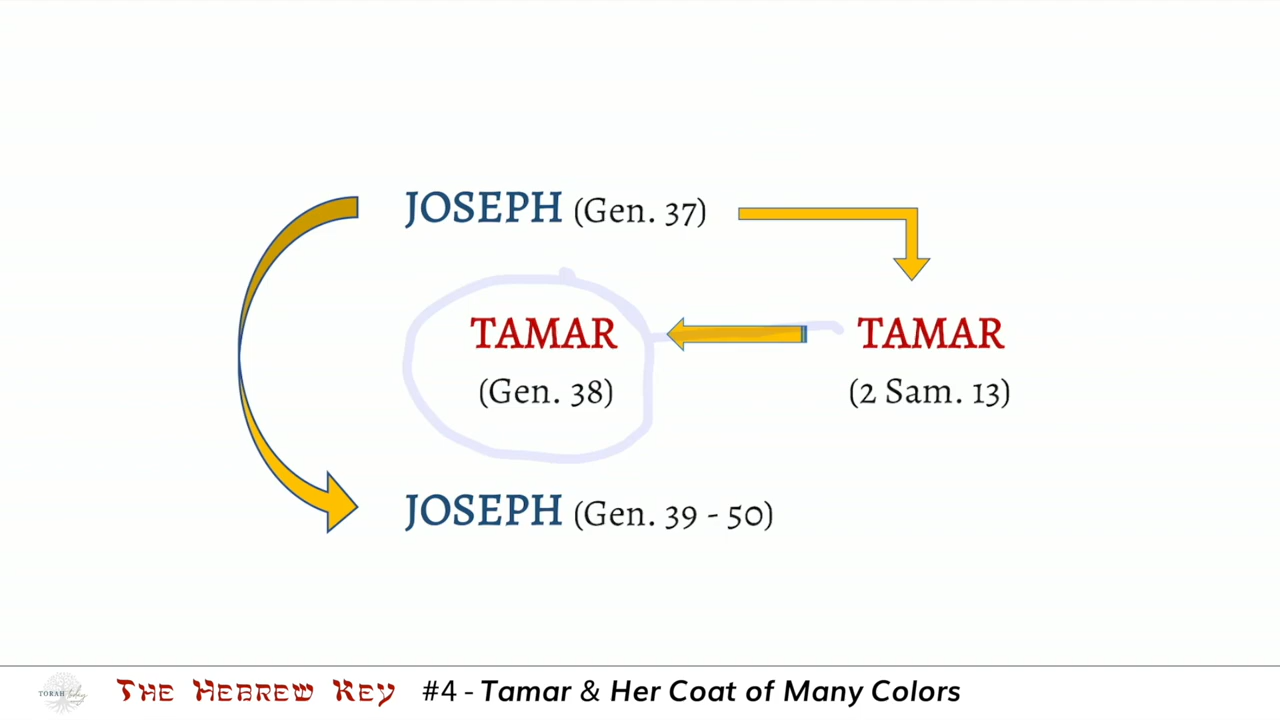 JOSEPH (Gen. 37)
TAMAR
(Gen. 38)
TAMAR
(2 Sam. 13)
JOSEPH (Gen. 39 - 50)
TORAH today
THE HEBREW KEY #4 - Tamar & Her Coat of Many Colors